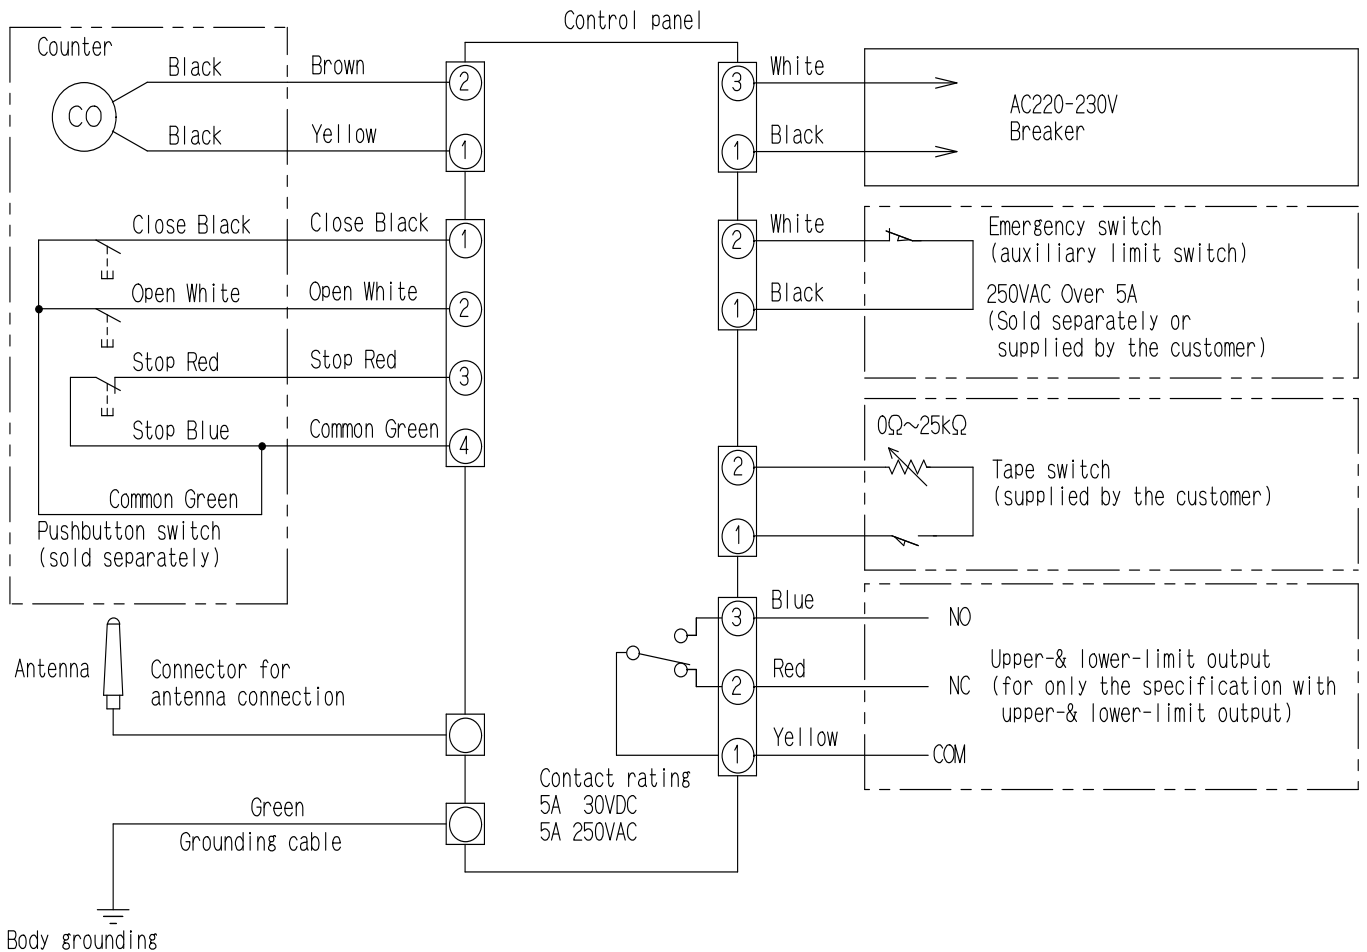 Control panel
Counter
CO
Black
Brown
2
Black
Yellow
1
Close Black
Close Black
1
Open White
Open White
2
Stop Red
Stop Red
3
Stop Blue
Common Green
4
Common Green
Pushbutton switch
(sold separately)
Antenna
Connector for
antenna connection
Green
Grounding cable
Body grounding
3
White
1
Black
AC220-230V
Breaker
2
White
1
Black
Emergency switch
(auxiliary limit switch)
250VAC Over 5A
(Sold separately or
supplied by the customer)
2
1
0Ω~25kΩ
Tape switch
(supplied by the customer)
3
Blue
NO
2
Red
NC
1
Yellow
COM
Upper-& lower-limit output
(for only the specification with
upper-& lower-limit output)
Contact rating
5A 30VDC
5A 250VAC